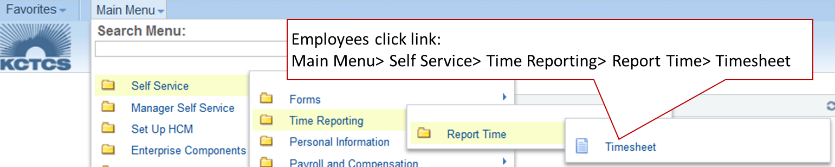 Favorites Main Menu
Search Menu:
Employees click link:
Main Menu> Self Service> Time Reporting> Report Time> Timesheet
KCTCS
Self Service
Manager Self Service
Set Up HCM
Enterprise Components
Forms
Time Reporting
Personal Information
Payroll and Compensation
Report Time
Timesheet